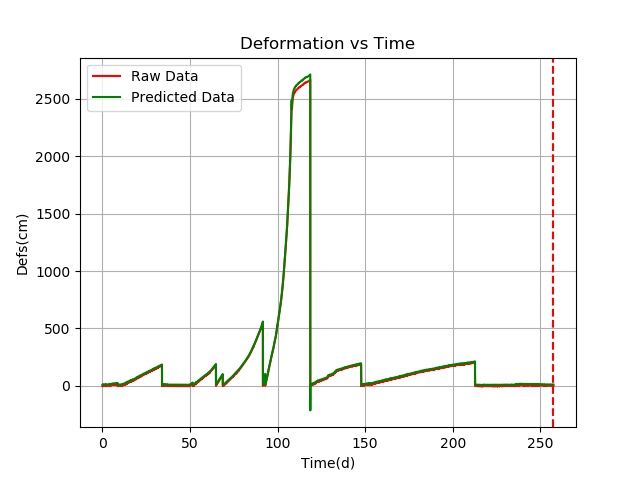 Deformation vs Time
Raw Data
Predicted Data
Defs(cm)
2500
2000
1500
1000
500
0
0 50 100 150 200 250
Time(d)